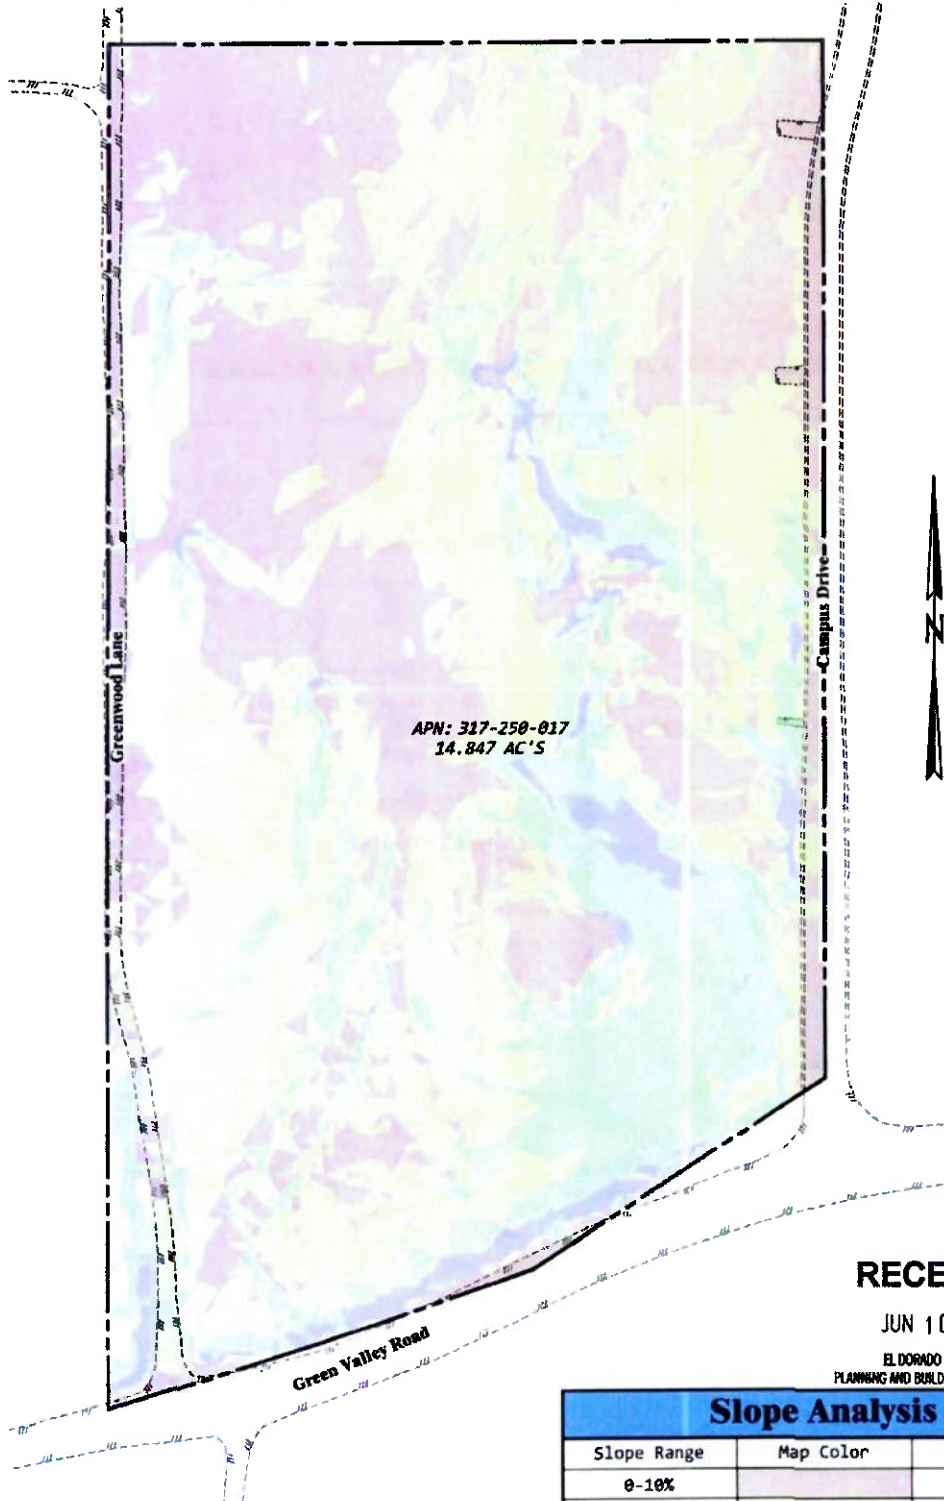 Greenwood Lane
Campus Drive
N
APN: 317-250-017
14.847 AC'S
Green Valley Road
RECE
JUN 10
EL DORADO
PLANNING AND BUILD
Slope Analysis
Slope Range Map Color
0-10%